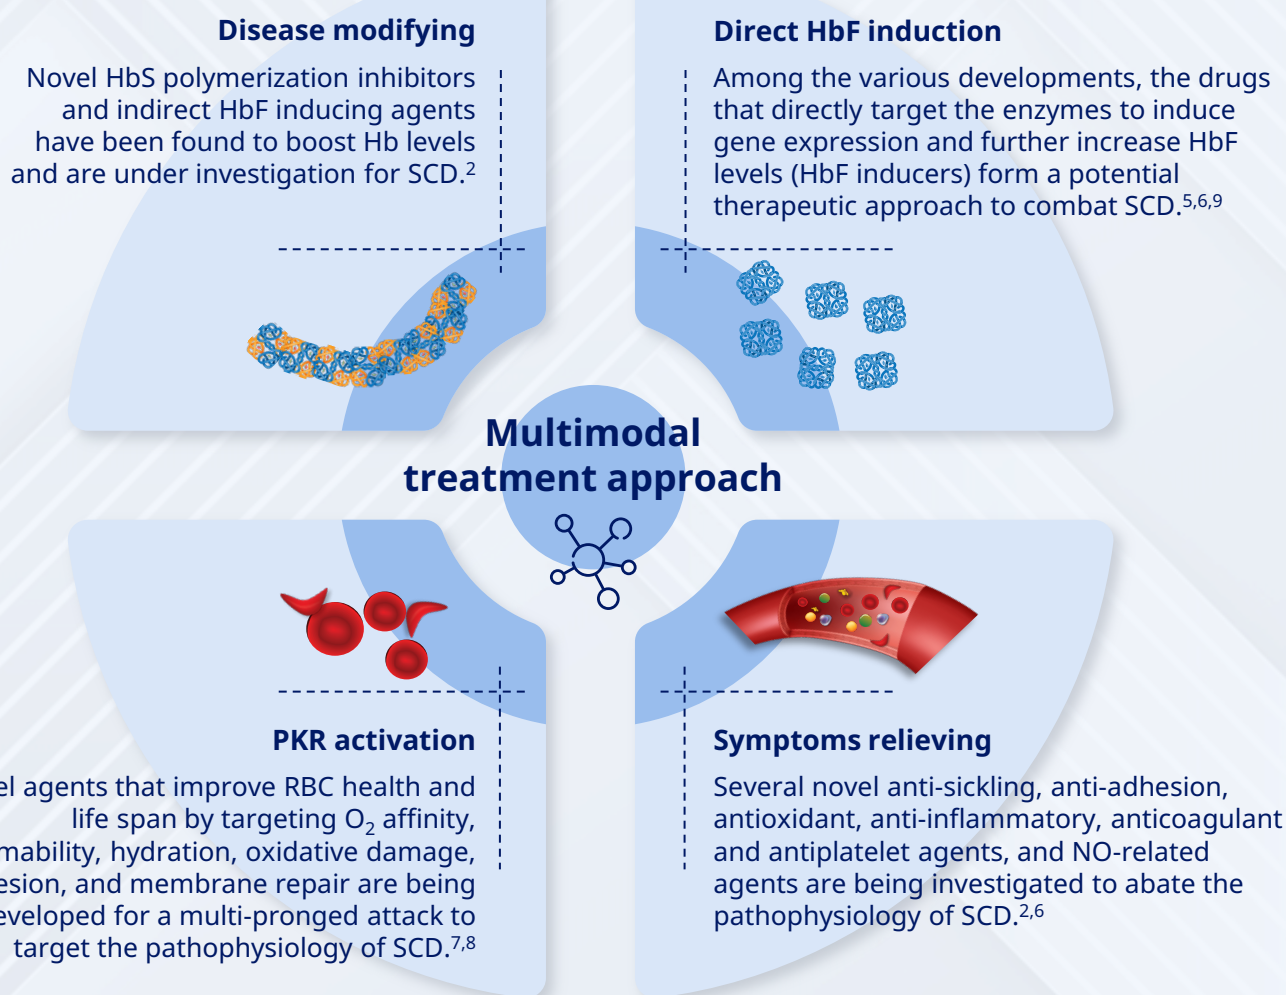 Disease modifying
Novel HbS polymerization inhibitors
and indirect HbF inducing agents
have been found to boost Hb levels
and are under investigation for SCD.2
Direct HbF induction
Among the various developments, the drugs
that directly target the enzymes to induce
gene expression and further increase HbF
levels (HbF inducers) form a potential
therapeutic approach to combat SCD.5,6,9
Multimodal
treatment approach
PKR activation
agents that improve RBC health and
life span by targeting O2 affinity,
hydration, oxidative damage,
and membrane repair are being
for a multi-pronged attack to
target the pathophysiology of SCD.7,8
Symptoms relieving
Several novel anti-sickling, anti-adhesion,
antioxidant, anti-inflammatory, anticoagulant
and antiplatelet agents, and NO-related
agents are being investigated to abate the
pathophysiology of SCD.2,6